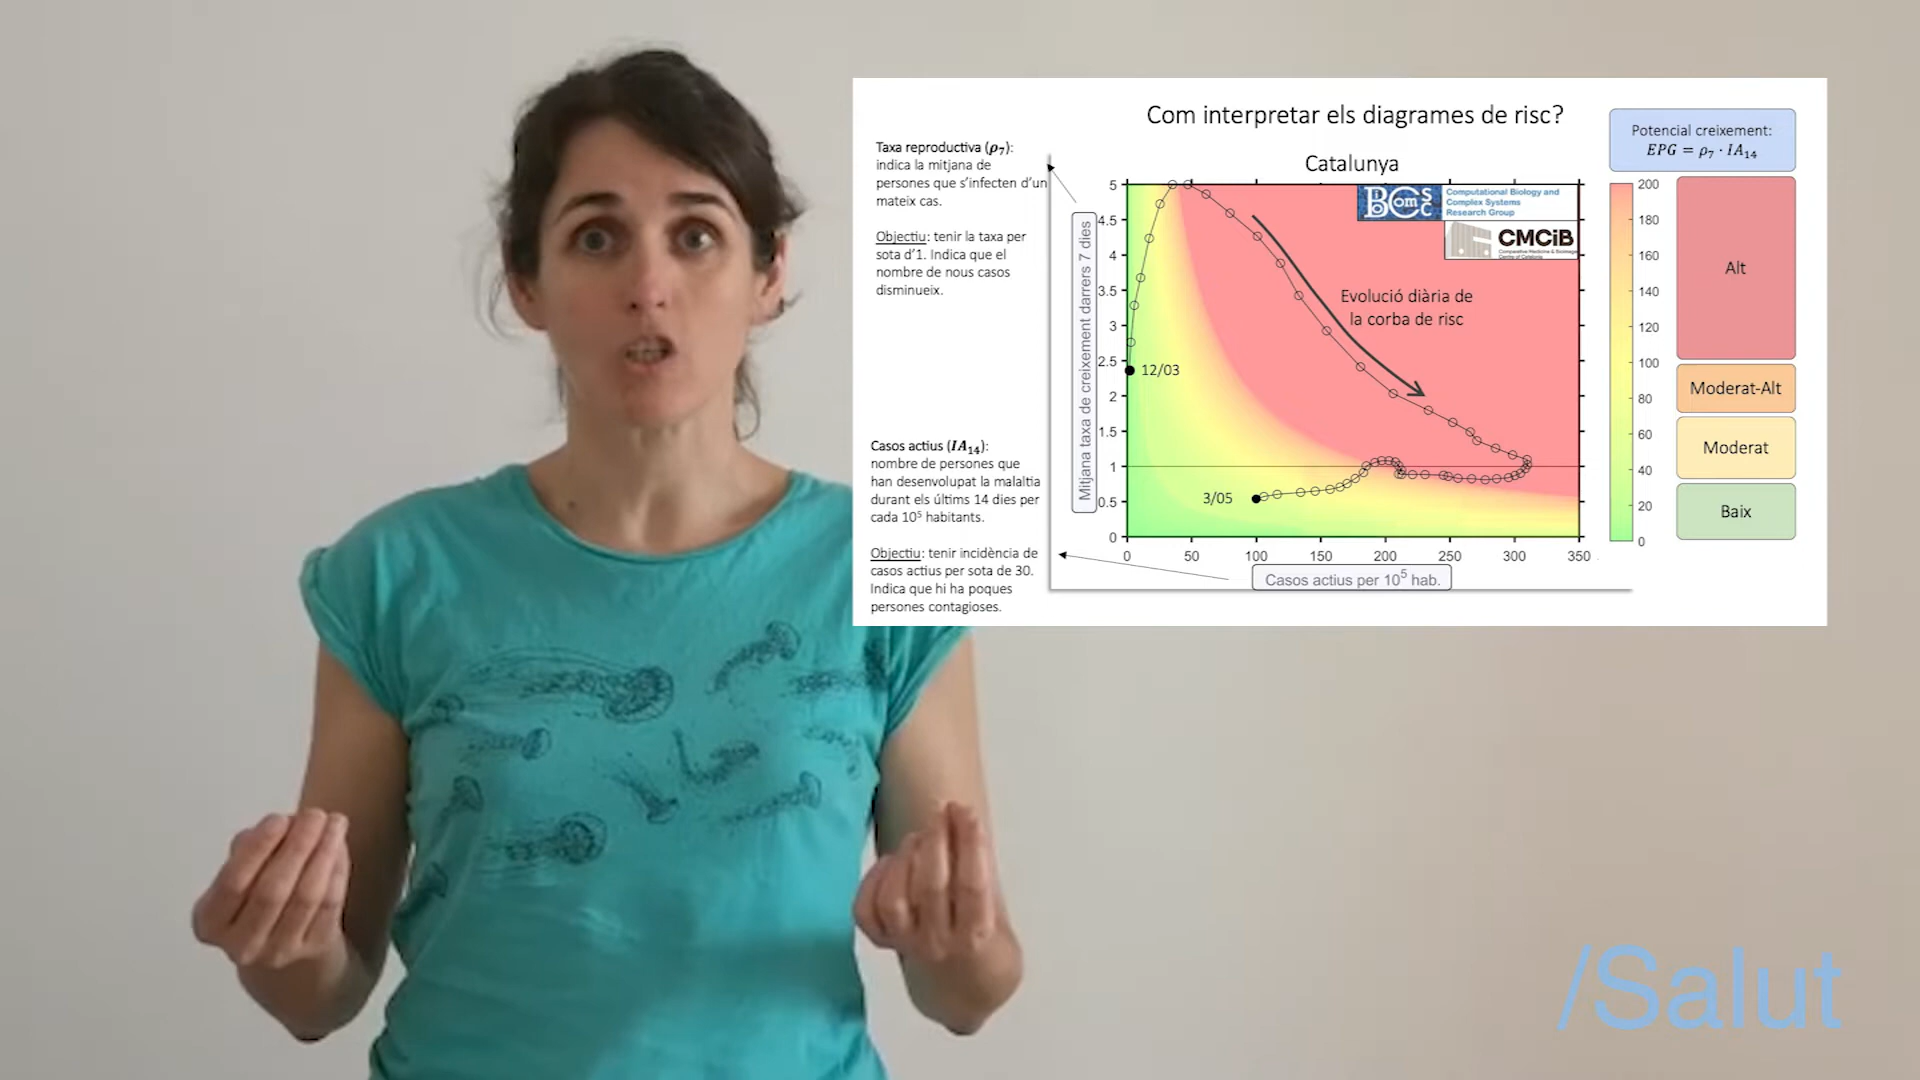 Com interpretar els diagrames de risc?
Taxa reproductiva (ρ₇):
indica la mitjana de
persones que s'infecten d'un
mateix cas.
Objectiu: tenir la taxa per
sota d'1. Indica que el
nombre de nous casos
disminueix.
Casos actius (IA₁₄):
nombre de persones que
han desenvolupat la malaltia
durant els últims 14 dies per
cada 10⁵ habitants.
Objectiu: tenir incidència de
casos actius per sota de 30.
Indica que hi ha poques
persones contagioses.
Catalunya
Mitjana taxa de creixement darrers 7 dies
5
4.5
4
3.5
3
2.5
2
1.5
1
0.5
0
0 50 100 150 200 250 300 350
Casos actius per 10⁵ hab.
12/03
3/05
Evolució diària de
la corba de risc
BComSC
Computational Biology and
Complex Systems
Research Group
CMCiB
Potencial creixement:
EPG = ρ₇ · IA₁₄
200
180
160
140
120
100
80
60
40
20
0
Alt
Moderat-Alt
Moderat
Baix
/Salut